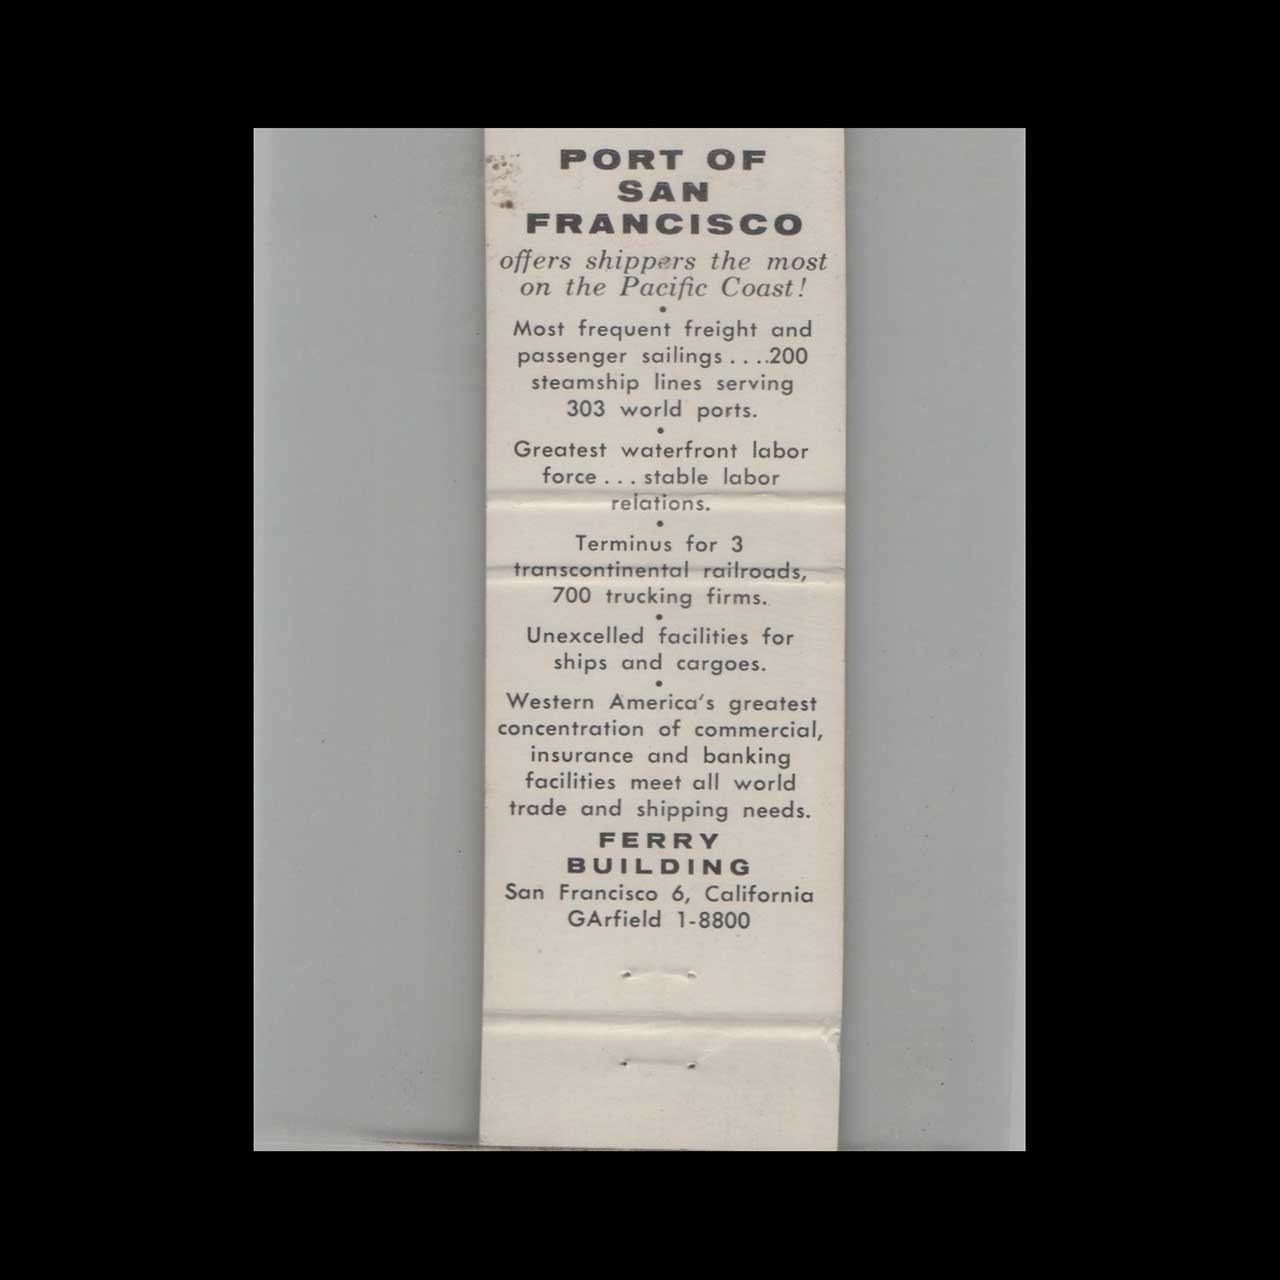 PORT OF
SAN
FRANCISCO
offers shippers the most
on the Pacific Coast!
•
Most frequent freight and
passenger sailings....200
steamship lines serving
303 world ports.
•
Greatest waterfront labor
force...stable labor
relations.
•
Terminus for 3
transcontinental railroads,
700 trucking firms.
•
Unexcelled facilities for
ships and cargoes.
•
Western America's greatest
concentration of commercial,
insurance and banking
facilities meet all world
trade and shipping needs.
FERRY
BUILDING
San Francisco 6, California
GArfield 1-8800